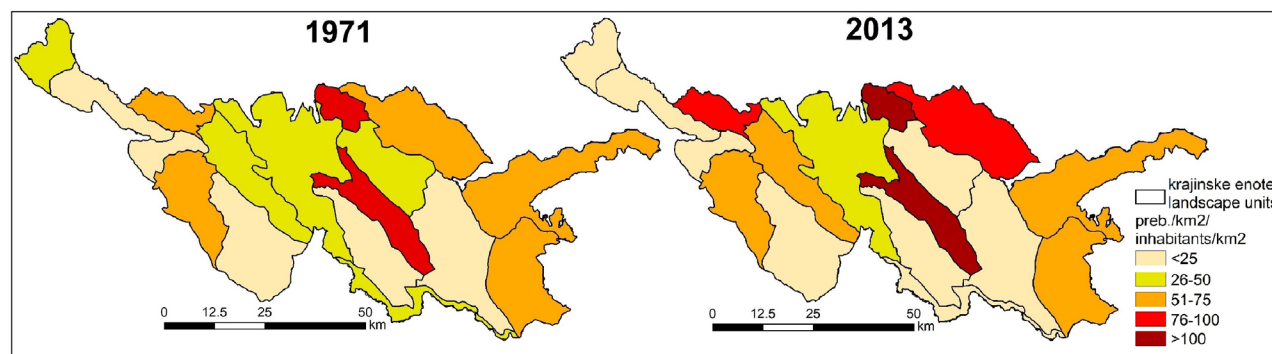 1971
2013
krajinske enote
landscape units
preb./km2/
inhabitants/km2
<25
26-50
51-75
76-100
>100
0 12.5 25 50
km
0 12.5 25 50
km